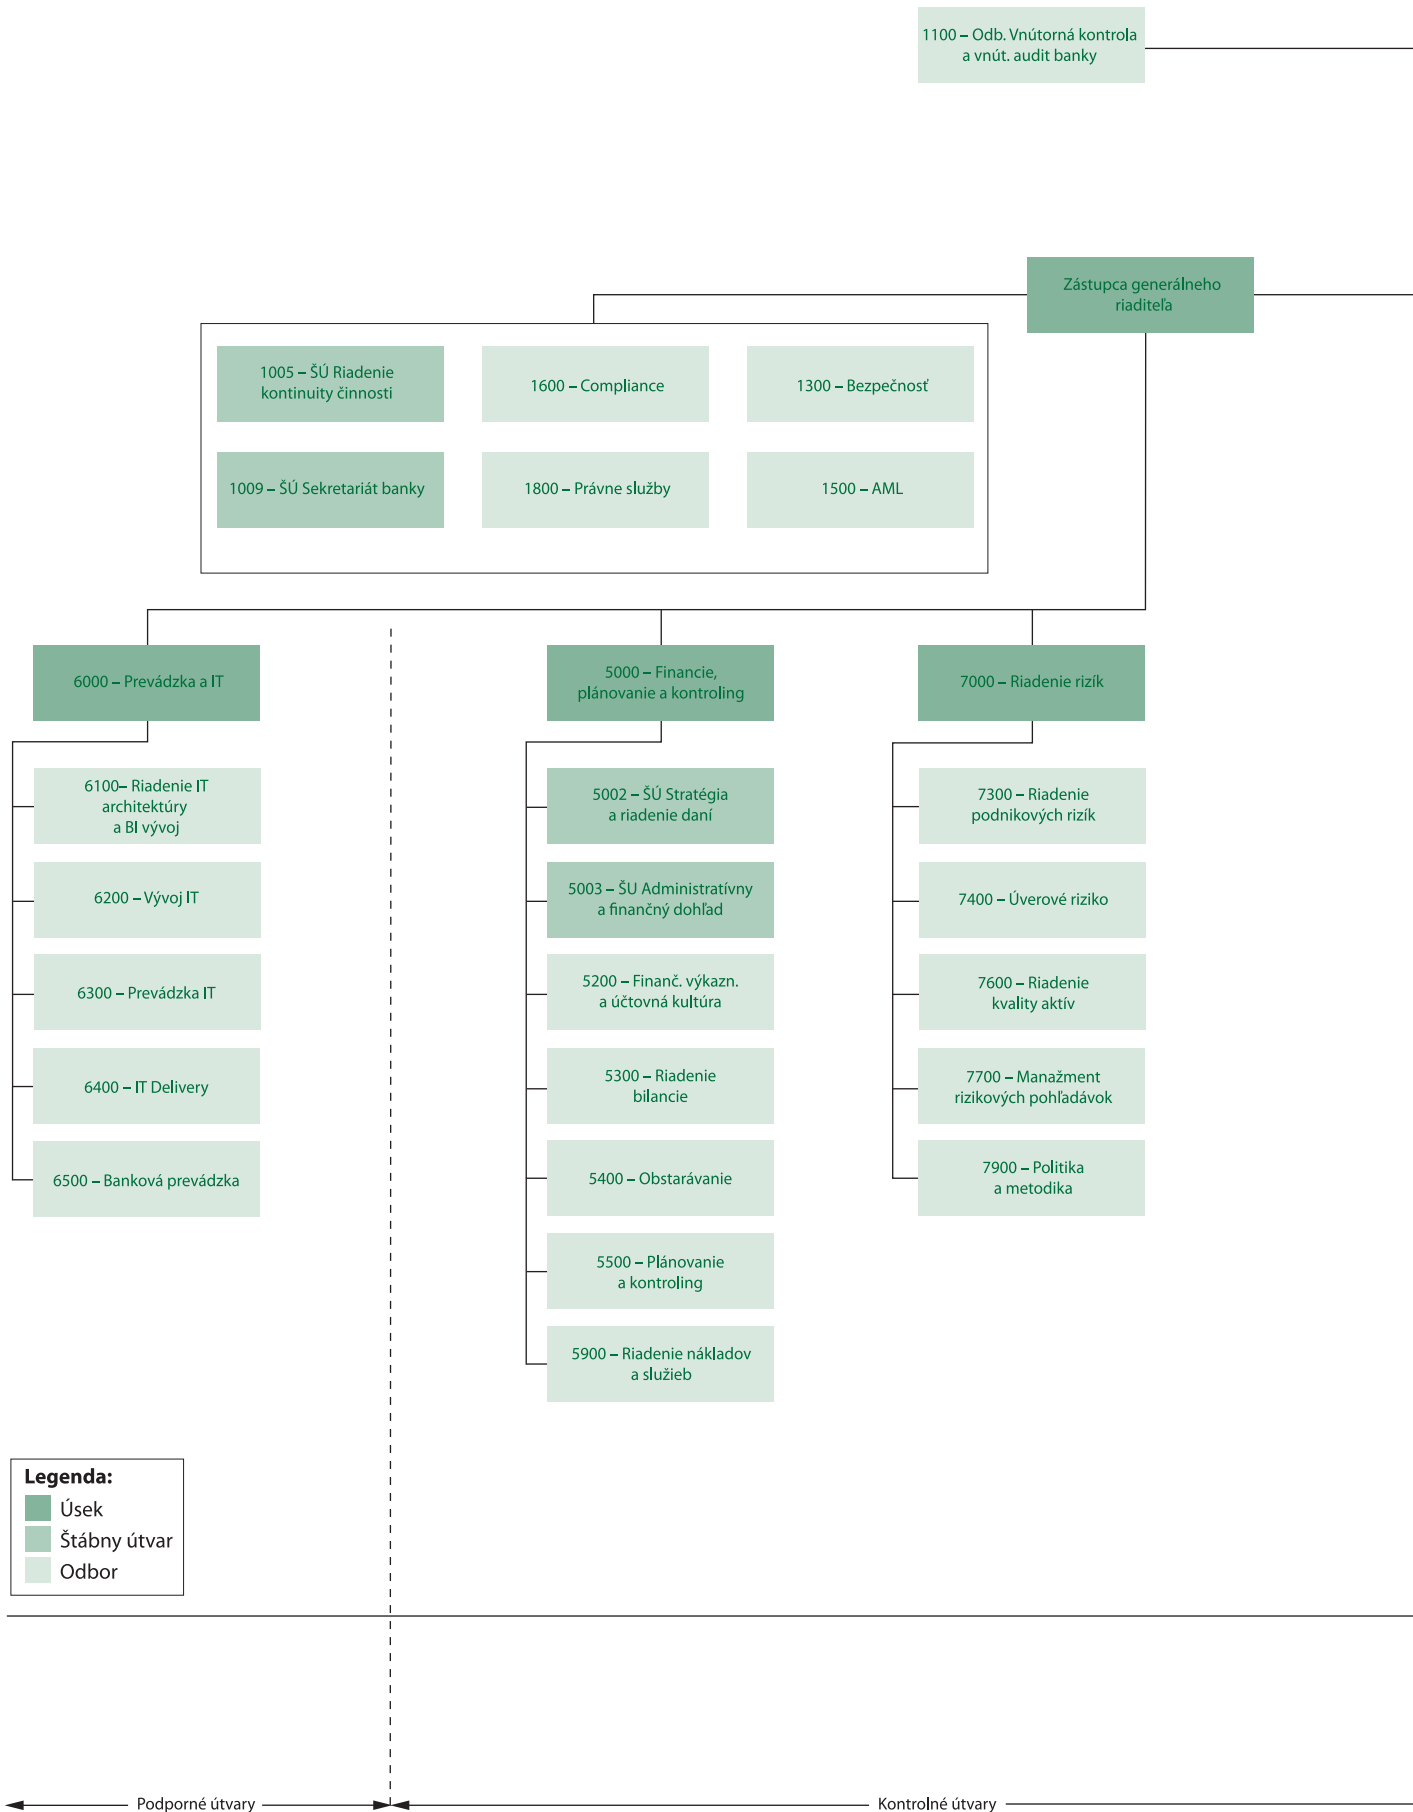 1100 – Odb. Vnútorná kontrola
a vnút. audit banky
Zástupca generálneho
riaditeľa
1005 – ŠÚ Riadenie
kontinuity činnosti
1600 – Compliance
1300 – Bezpečnosť
1009 – ŠÚ Sekretariát banky
1800 – Právne služby
1500 – AML
6000 – Prevádzka a IT
5000 – Financie,
plánovanie a kontroling
7000 – Riadenie rizík
6100– Riadenie IT
architektúry
a BI vývoj
6200 – Vývoj IT
6300 – Prevádzka IT
6400 – IT Delivery
6500 – Banková prevádzka
5002 – ŠÚ Stratégia
a riadenie daní
5003 – ŠU Administratívny
a finančný dohľad
5200 – Finanč. výkazn.
a účtovná kultúra
5300 – Riadenie
bilancie
5400 – Obstarávanie
5500 – Plánovanie
a kontroling
5900 – Riadenie nákladov
a služieb
7300 – Riadenie
podnikových rizík
7400 – Úverové riziko
7600 – Riadenie
kvality aktív
7700 – Manažment
rizikových pohľadávok
7900 – Politika
a metodika
Legenda:
Úsek
Štábny útvar
Odbor
Podporné útvary
Kontrolné útvary